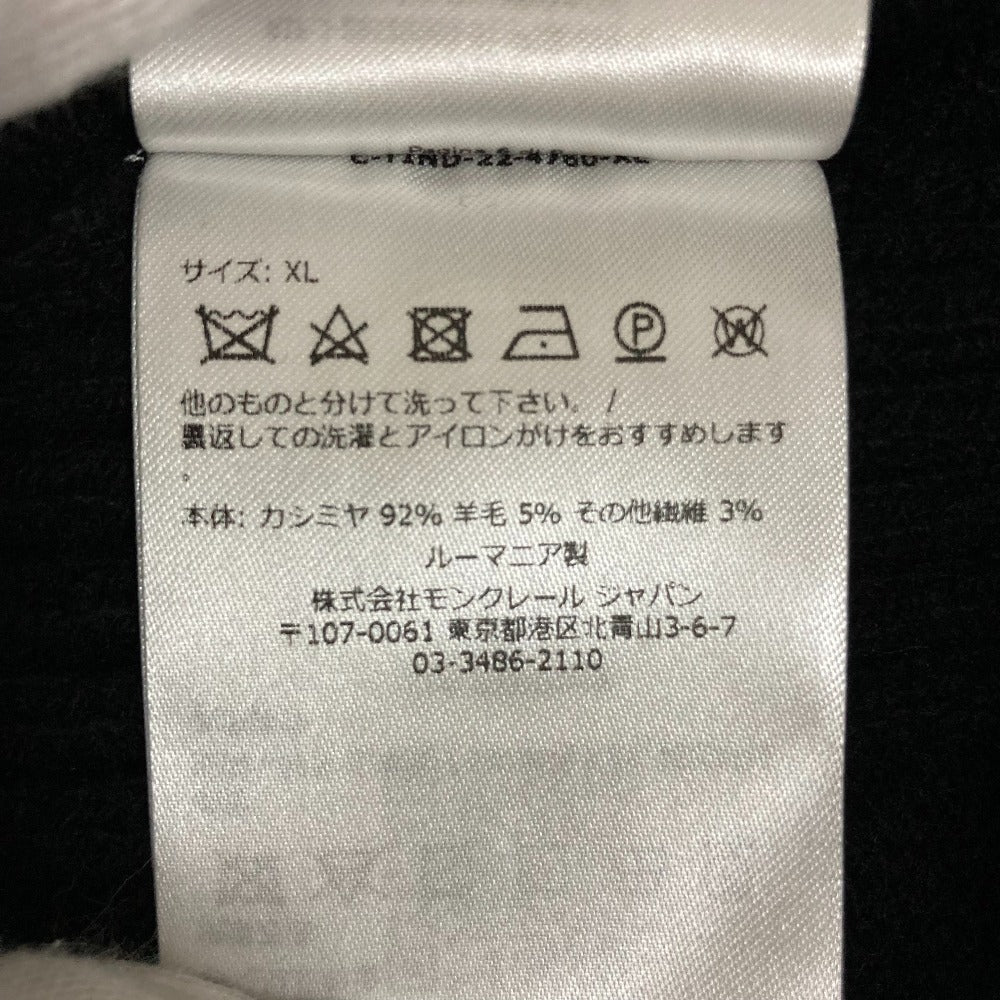 サイズ: XL
他のものと分けて洗って下さい。 /
裏返しての洗濯とアイロンがけをおすすめします
。
本体: カシミヤ 92% 羊毛 5% その他繊維 3%
ルーマニア製
株式会社モンクレール ジャパン
〒107-0061 東京都港区北青山3-6-7
03-3486-2110